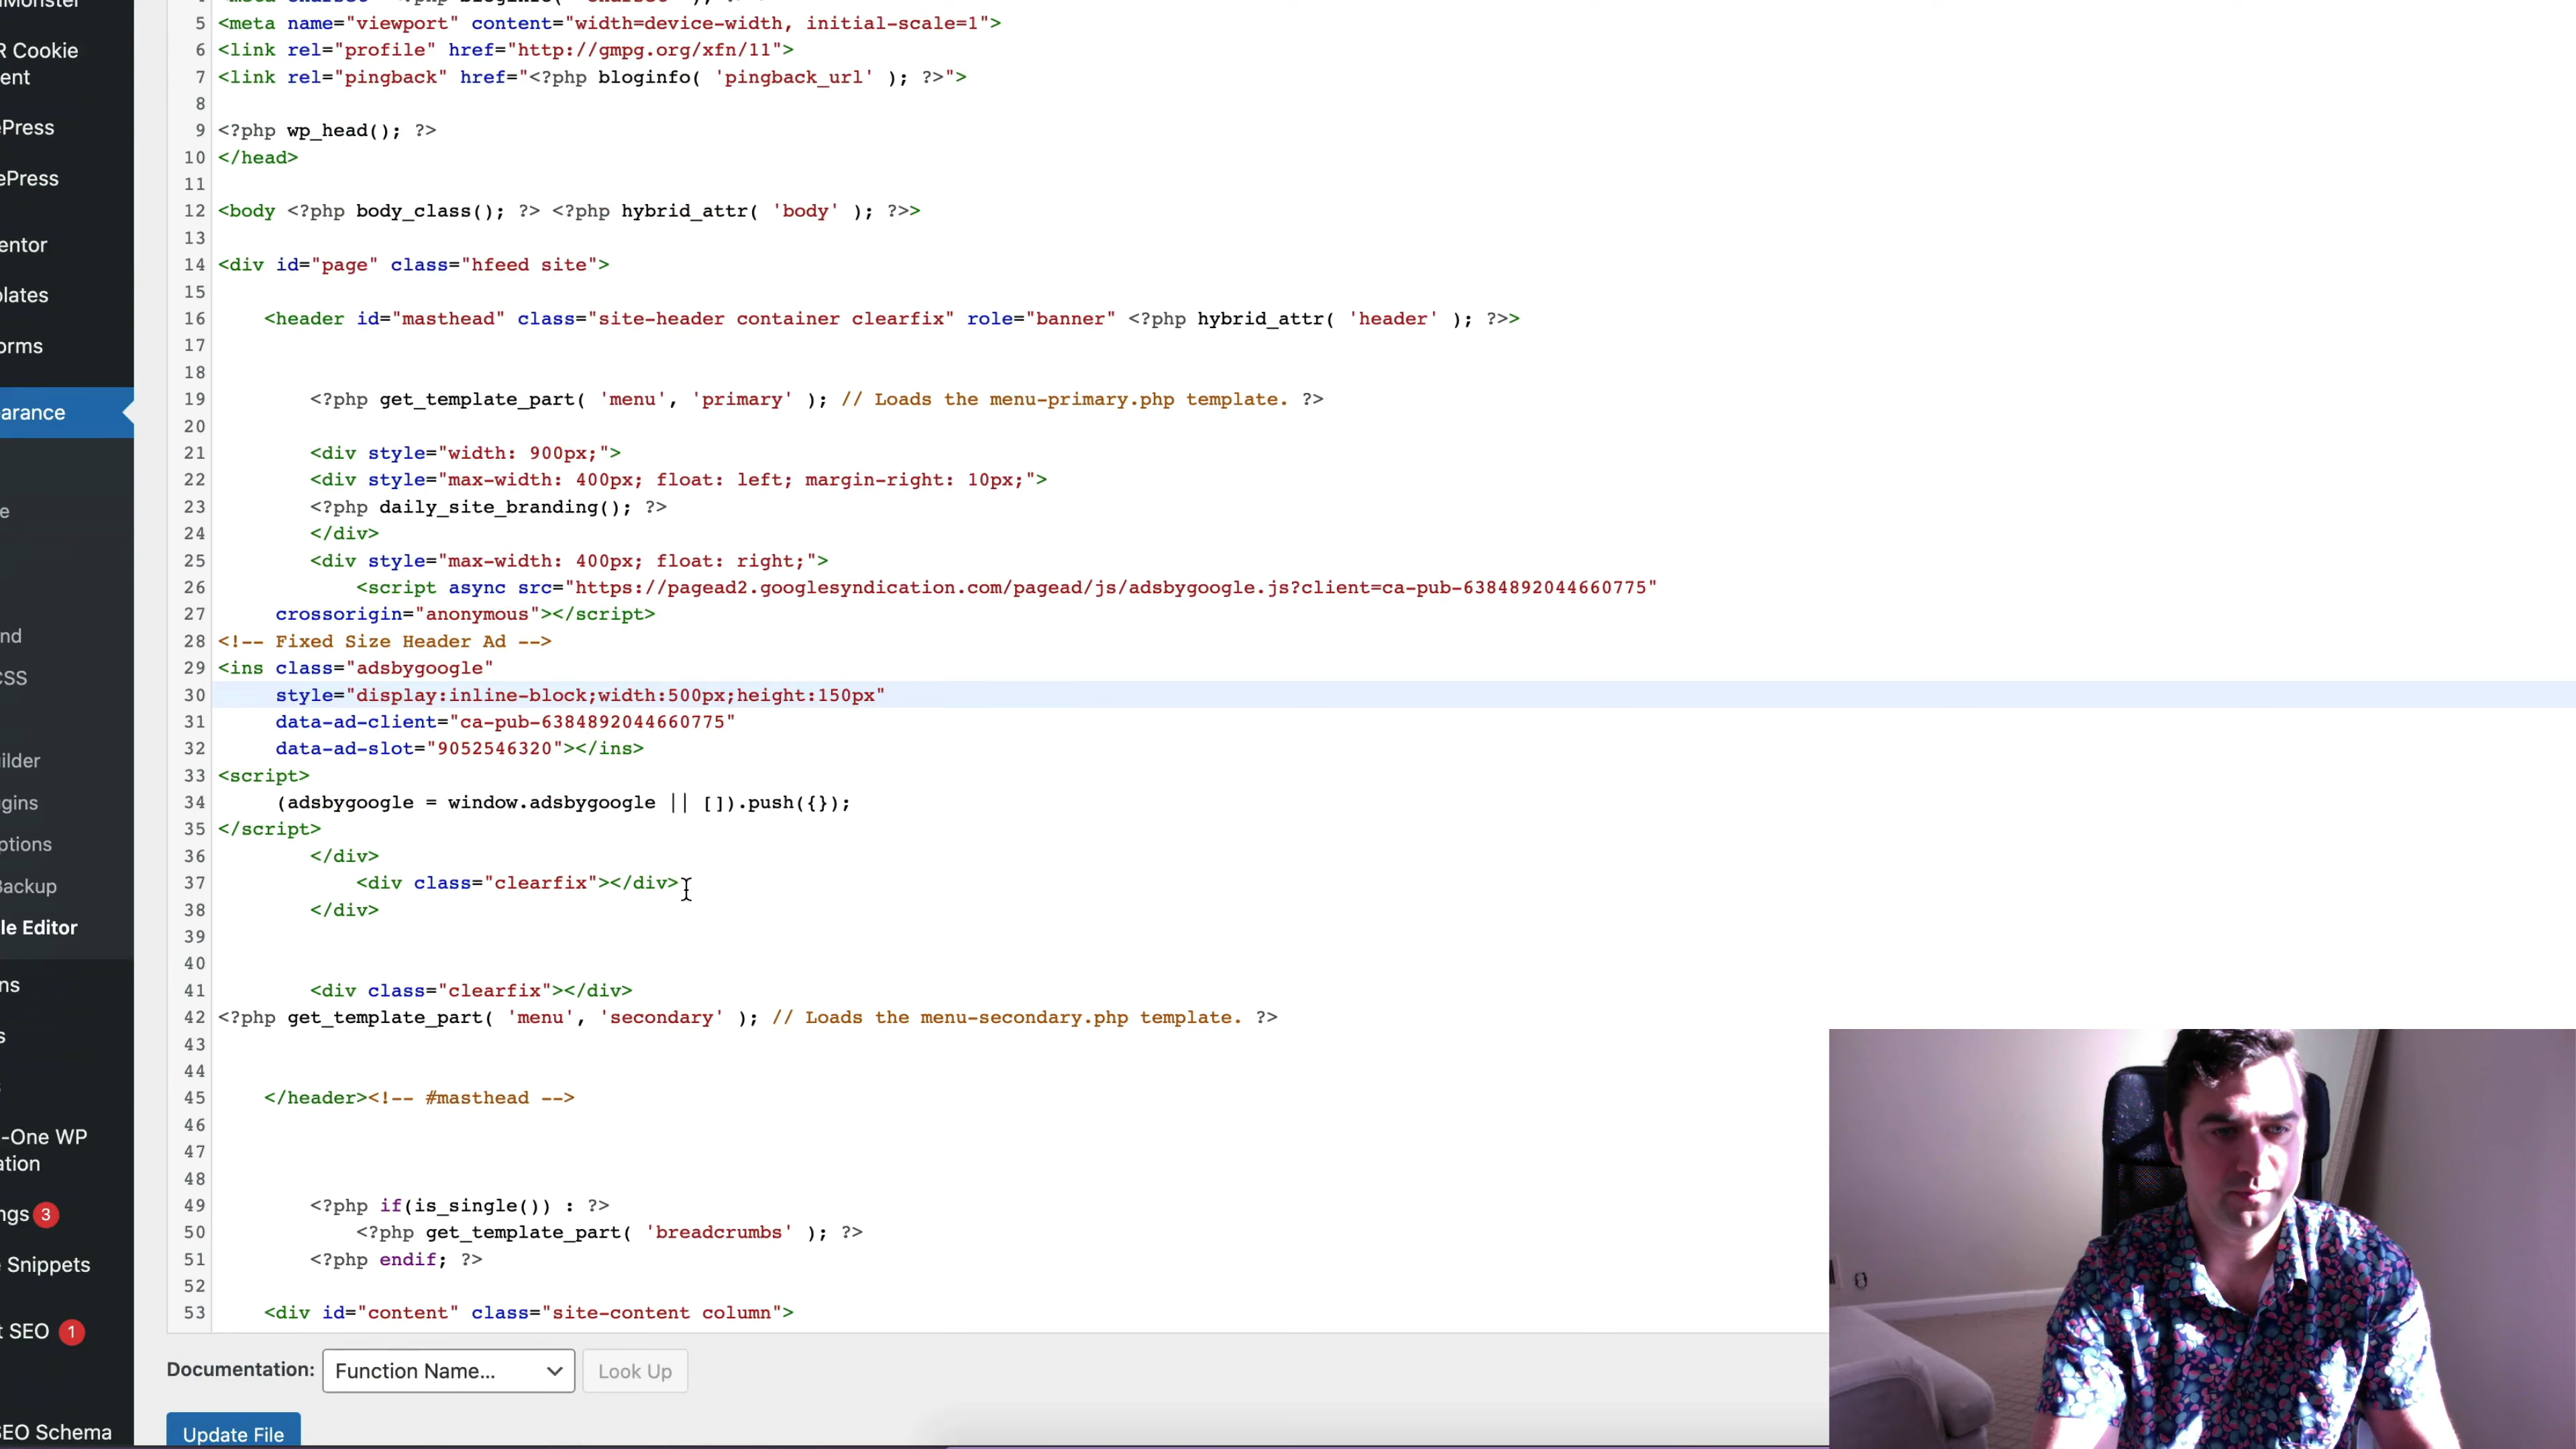 R Cookie
ent
ePress
ePress
entor
plates
orms
earance
e
nd
CSS
uilder
gins
ptions
Backup
le Editor
ns
s
-One WP
ation
ngs 3
Snippets
t SEO 1
SEO Schema
5 <meta name="viewport" content="width=device-width, initial-scale=1">
6 <link rel="profile" href="http://gmpg.org/xfn/11">
7 <link rel="pingback" href="<?php bloginfo( 'pingback_url' ); ?>">
8
9 <?php wp_head(); ?>
10 </head>
11
12 <body <?php body_class(); ?> <?php hybrid_attr( 'body' ); ?>>
13
14 <div id="page" class="hfeed site">
15
16 <header id="masthead" class="site-header container clearfix" role="banner" <?php hybrid_attr( 'header' ); ?>>
17
18
19 <?php get_template_part( 'menu', 'primary' ); // Loads the menu-primary.php template. ?>
20
21 <div style="width: 900px;">
22 <div style="max-width: 400px; float: left; margin-right: 10px;">
23 <?php daily_site_branding(); ?>
24 </div>
25 <div style="max-width: 400px; float: right;">
26 <script async src="https://pagead2.googlesyndication.com/pagead/js/adsbygoogle.js?client=ca-pub-6384892044660775"
27 crossorigin="anonymous"></script>
28 <!-- Fixed Size Header Ad -->
29 <ins class="adsbygoogle"
30 style="display:inline-block;width:500px;height:150px"
31 data-ad-client="ca-pub-6384892044660775"
32 data-ad-slot="9052546320"></ins>
33 <script>
34 (adsbygoogle = window.adsbygoogle || []).push({});
35 </script>
36 </div>
37 <div class="clearfix"></div>
38 </div>
39
40
41 <div class="clearfix"></div>
42 <?php get_template_part( 'menu', 'secondary' ); // Loads the menu-secondary.php template. ?>
43
44
45 </header><!-- #masthead -->
46
47
48
49 <?php if(is_single()) : ?>
50 <?php get_template_part( 'breadcrumbs' ); ?>
51 <?php endif; ?>
52
53 <div id="content" class="site-content column">
Documentation: Function Name... Look Up
Update File